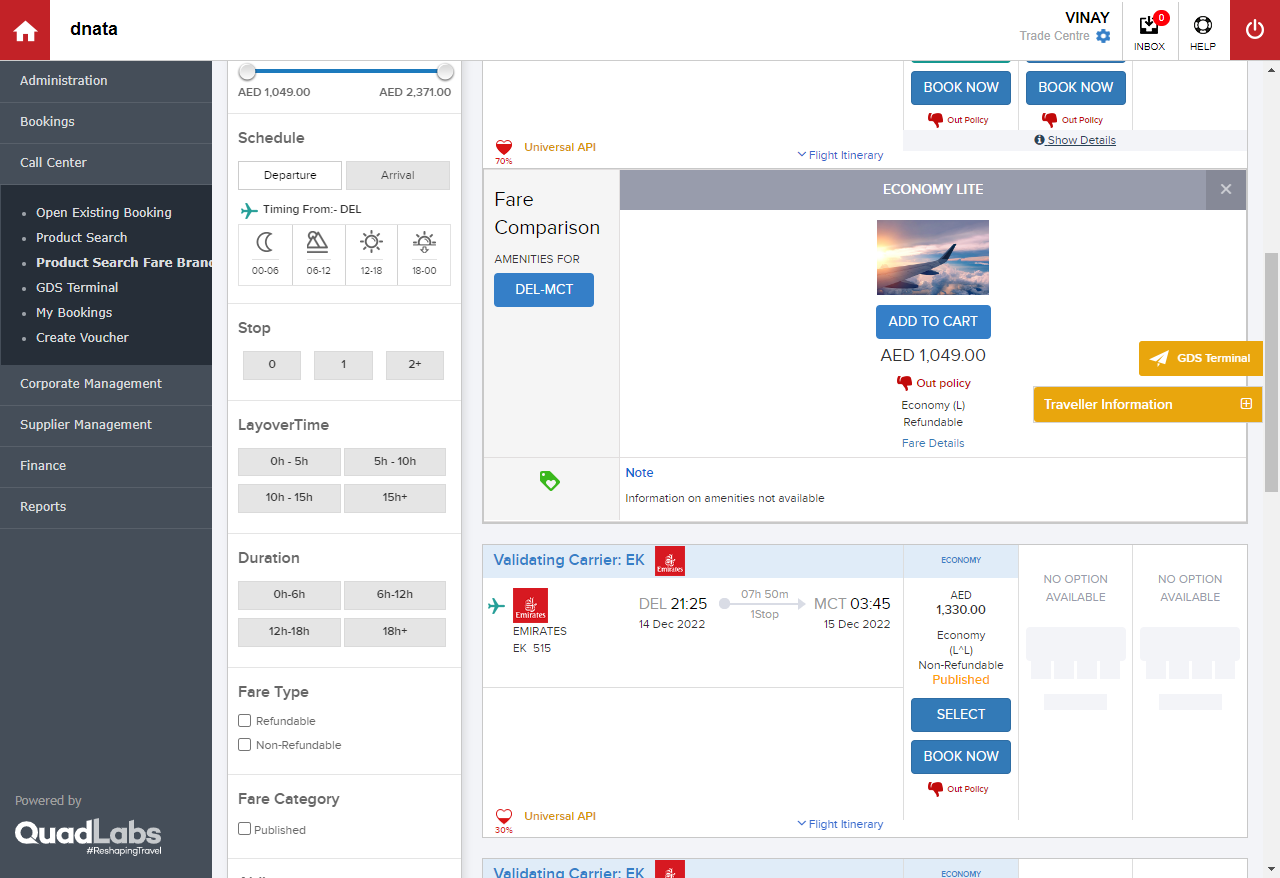 dnata
VINAY
Trade Centre
0
INBOX
HELP
Administration
Bookings
Call Center
Open Existing Booking
Product Search
Product Search Fare Bran
GDS Terminal
My Bookings
Create Voucher
Corporate Management
Supplier Management
Finance
Reports
Powered by
QuadLabs
#ReshapingTravel
AED 1,049.00 AED 2,371.00
Schedule
Departure Arrival
Timing From:- DEL
00-06 06-12 12-18 18-00
Stop
0 1 2+
LayoverTime
0h - 5h 5h - 10h
10h - 15h 15h+
Duration
0h-6h 6h-12h
12h-18h 18h+
Fare Type
Refundable
Non-Refundable
Fare Category
Published
BOOK NOW BOOK NOW
Out Policy Out Policy
Show Details
70%
Universal API
Flight Itinerary
Fare
Comparison
AMENITIES FOR
DEL-MCT
ECONOMY LITE
ADD TO CART
AED 1,049.00
Out policy
Economy (L)
Refundable
Fare Details
Note
Information on amenities not available
GDS Terminal
Traveller Information
Validating Carrier: EK
Emirates
ECONOMY
Emirates
EMIRATES
EK 515
DEL 21:25
14 Dec 2022
07h 50m
1Stop
MCT 03:45
15 Dec 2022
AED
1,330.00
Economy
(L^L)
Non-Refundable
Published
SELECT
BOOK NOW
Out Policy
NO OPTION
AVAILABLE
NO OPTION
AVAILABLE
30%
Universal API
Flight Itinerary
Validating Carrier: EK
ECONOMY